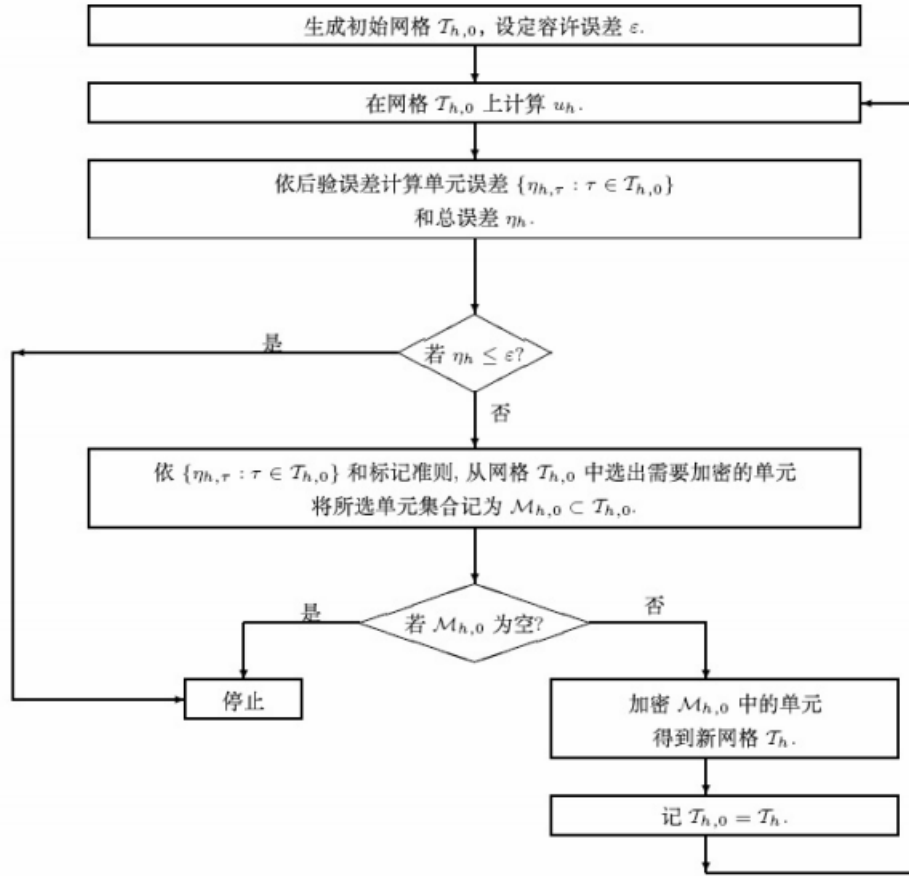 生成初始网格 𝒯h,0, 设定容许误差 ε.
在网格 𝒯h,0 上计算 uh.
依后验误差计算单元误差 {ηh,τ : τ ∈ 𝒯h,0}
和总误差 ηh.
是
若 ηh ≤ ε?
否
依 {ηh,τ : τ ∈ 𝒯h,0} 和标记准则, 从网格 𝒯h,0 中选出需要加密的单元
将所选单元集合记为 ℳh,0 ⊂ 𝒯h,0.
是
若 ℳh,0 为空?
否
停止
加密 ℳh,0 中的单元
得到新网格 𝒯h.
记 𝒯h,0 = 𝒯h.